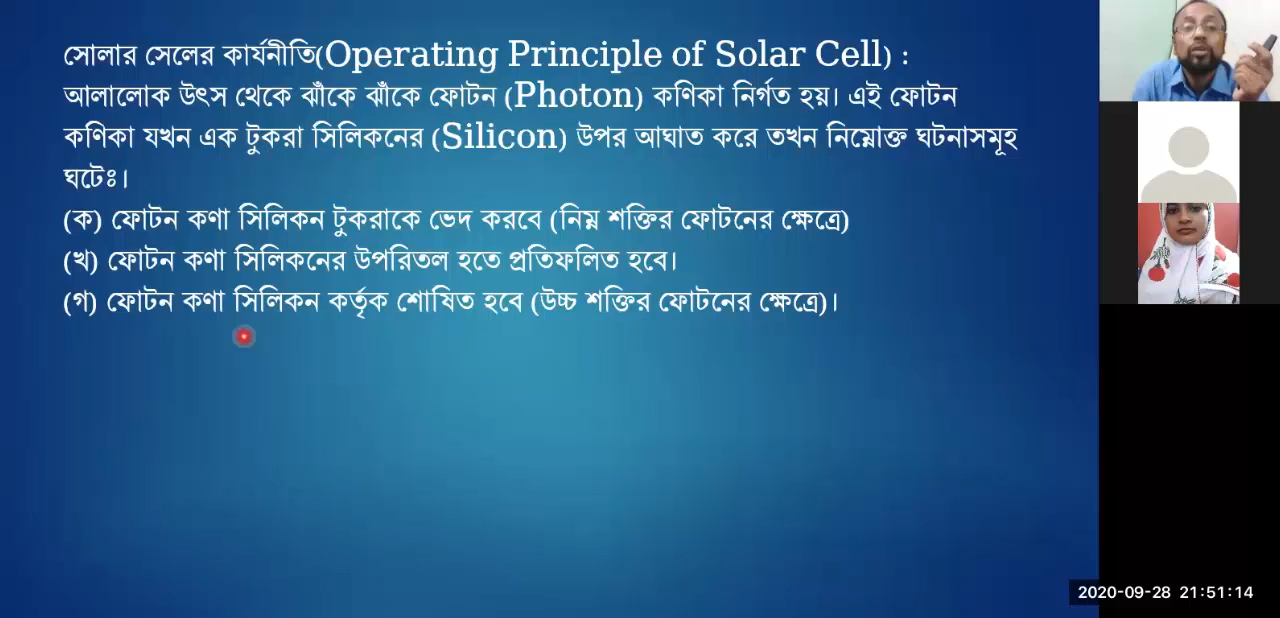 সোলার সেলের কার্যনীতি(Operating Principle of Solar Cell) :
আলালোক উৎস থেকে ঝাঁকে ঝাঁকে ফোটন (Photon) কণিকা নির্গত হয়। এই ফোটন
কণিকা যখন এক টুকরা সিলিকনের (Silicon) উপর আঘাত করে তখন নিম্নোক্ত ঘটনাসমূহ
ঘটেঃ।
(ক) ফোটন কণা সিলিকন টুকরাকে ভেদ করবে (নিম্ন শক্তির ফোটনের ক্ষেত্রে)
(খ) ফোটন কণা সিলিকনের উপরিতল হতে প্রতিফলিত হবে।
(গ) ফোটন কণা সিলিকন কর্তৃক শোষিত হবে (উচ্চ শক্তির ফোটনের ক্ষেত্রে)।
2020-09-28 21:51:14